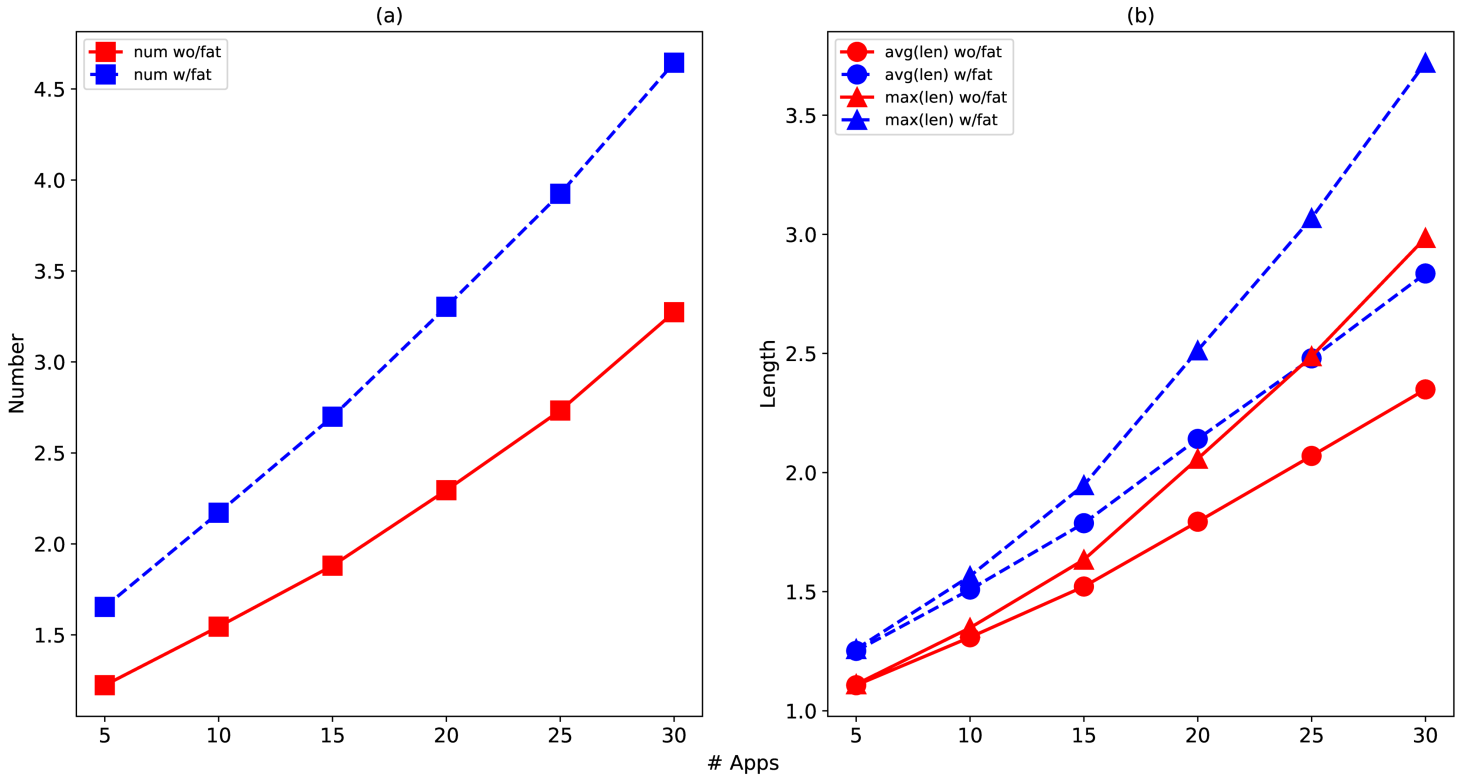 (a)
num wo/fat
num w/fat
Number
4.5
4.0
3.5
3.0
2.5
2.0
1.5
5 10 15 20 25 30
(b)
avg(len) wo/fat
avg(len) w/fat
max(len) wo/fat
max(len) w/fat
Length
3.5
3.0
2.5
2.0
1.5
1.0
5 10 15 20 25 30
# Apps